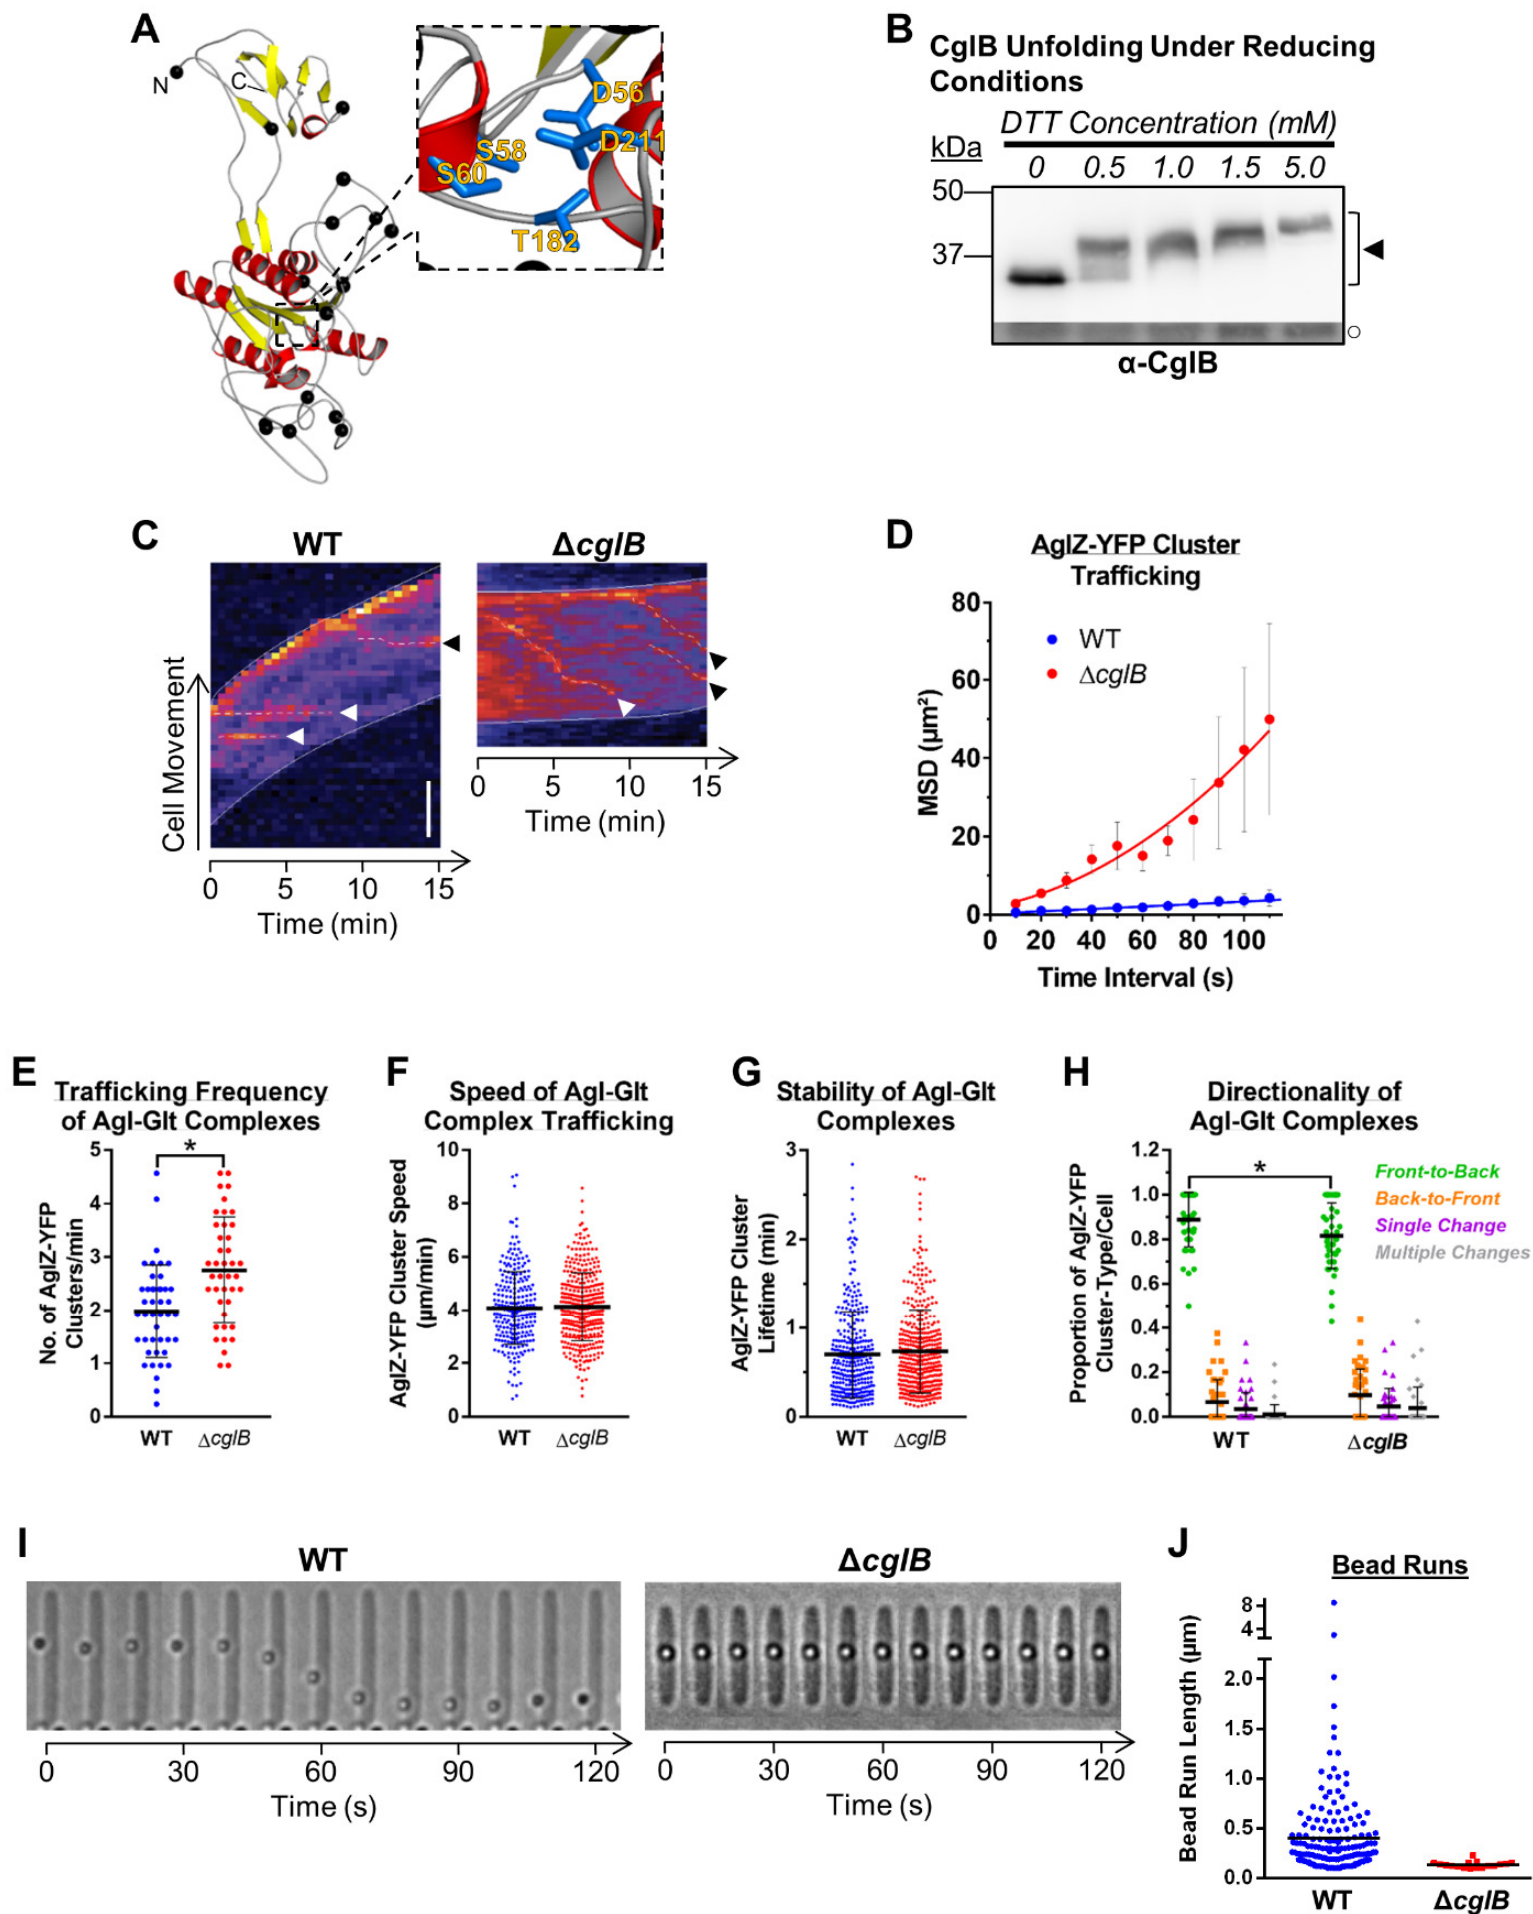 A
N
C
D56
D211
S58
S60
T182
B
CglB Unfolding Under Reducing
Conditions
DTT Concentration (mM)
kDa
0 0.5 1.0 1.5 5.0
50
37
α-CglB
C
WT
ΔcglB
Cell Movement
0 5 10 15
Time (min)
0 5 10 15
Time (min)
D
AglZ-YFP Cluster
Trafficking
WT
ΔcglB
MSD (µm²)
80
60
40
20
0
0 20 40 60 80 100
Time Interval (s)
E
Trafficking Frequency
of Agl-Glt Complexes
No. of AglZ-YFP
Clusters/min
5
4
3
2
1
0
*
WT ΔcglB
F
Speed of Agl-Glt
Complex Trafficking
AglZ-YFP Cluster Speed
(µm/min)
10
8
6
4
2
0
WT ΔcglB
G
Stability of Agl-Glt
Complexes
AglZ-YFP Cluster
Lifetime (min)
3
2
1
0
WT ΔcglB
H
Directionality of
Agl-Glt Complexes
Proportion of AglZ-YFP
Cluster-Type/Cell
1.2
1.0
0.8
0.6
0.4
0.2
0.0
*
Front-to-Back
Back-to-Front
Single Change
Multiple Changes
WT ΔcglB
I
WT
ΔcglB
0 30 60 90 120
Time (s)
0 30 60 90 120
Time (s)
J
Bead Runs
Bead Run Length (µm)
8
4
2.0
1.5
1.0
0.5
0.0
WT ΔcglB